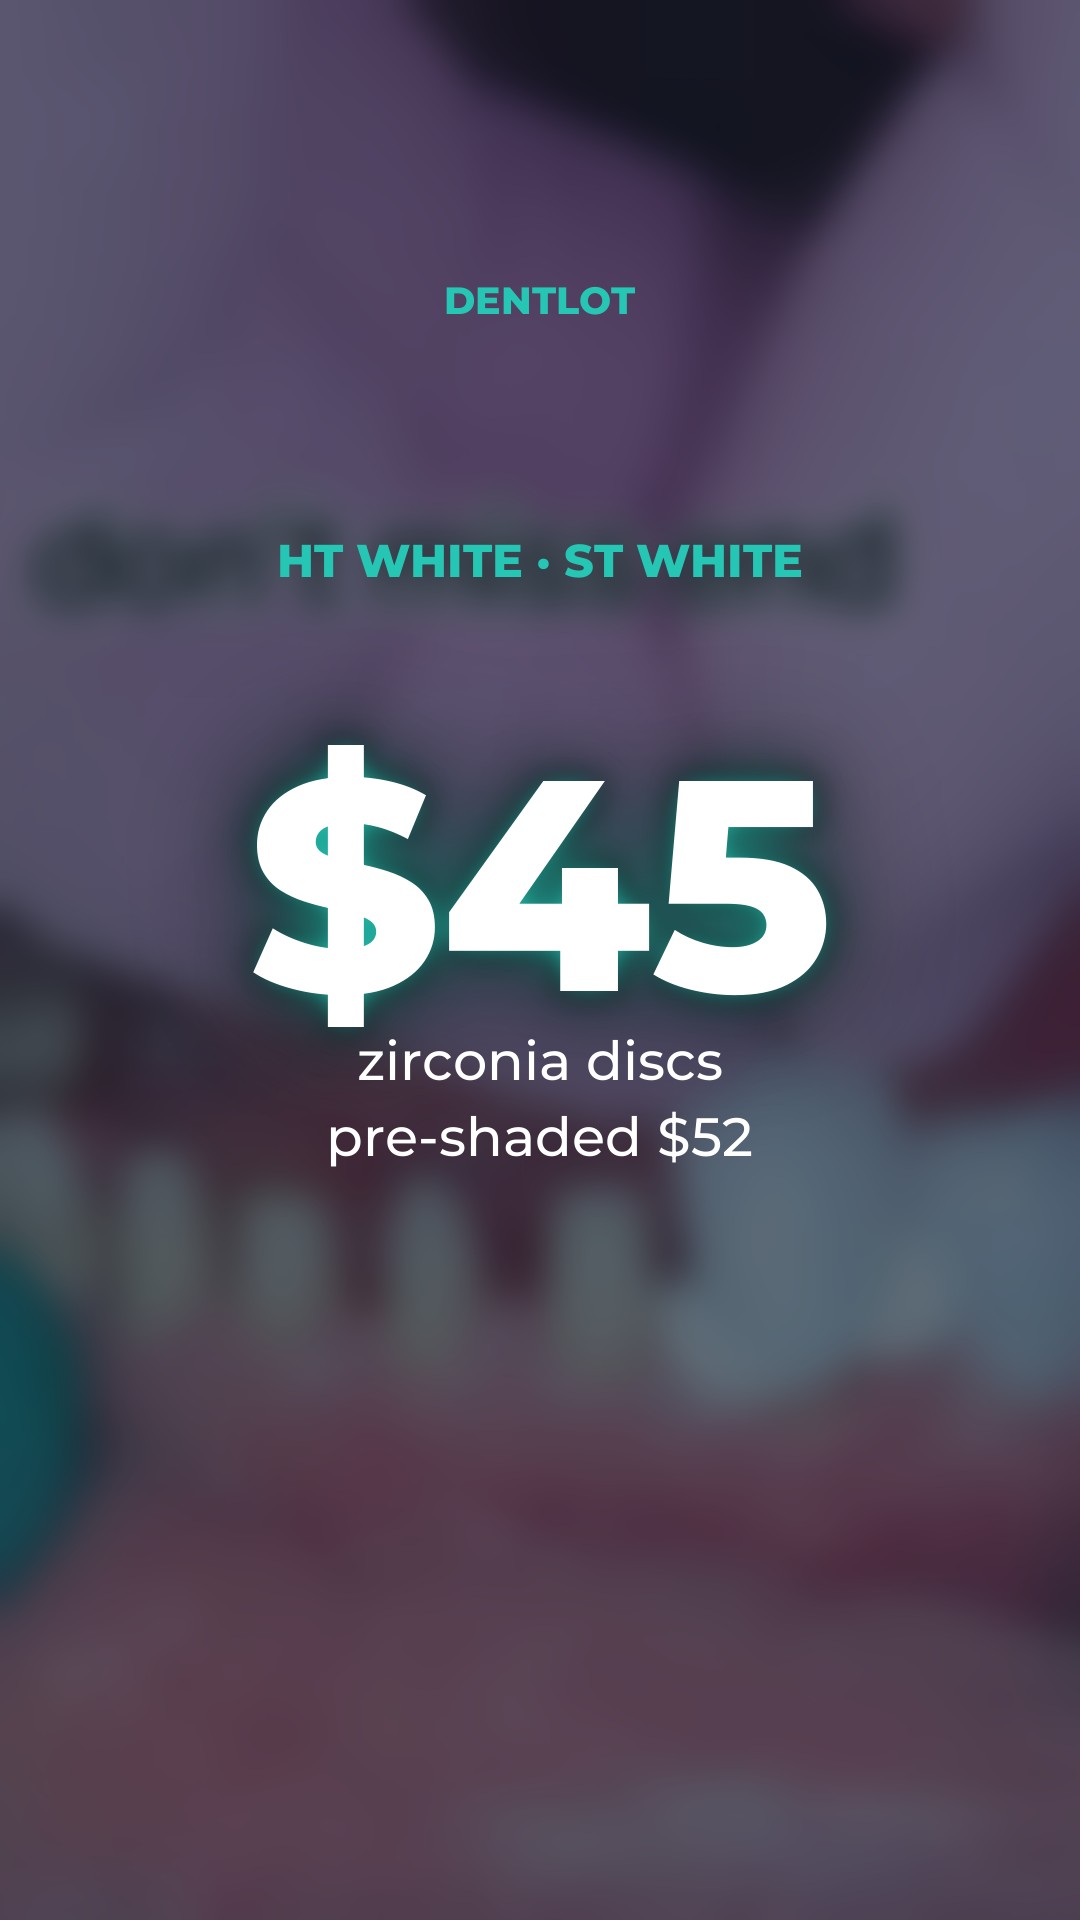 DENTLOT
HT WHITE · ST WHITE
$45
zirconia discs
pre-shaded $52